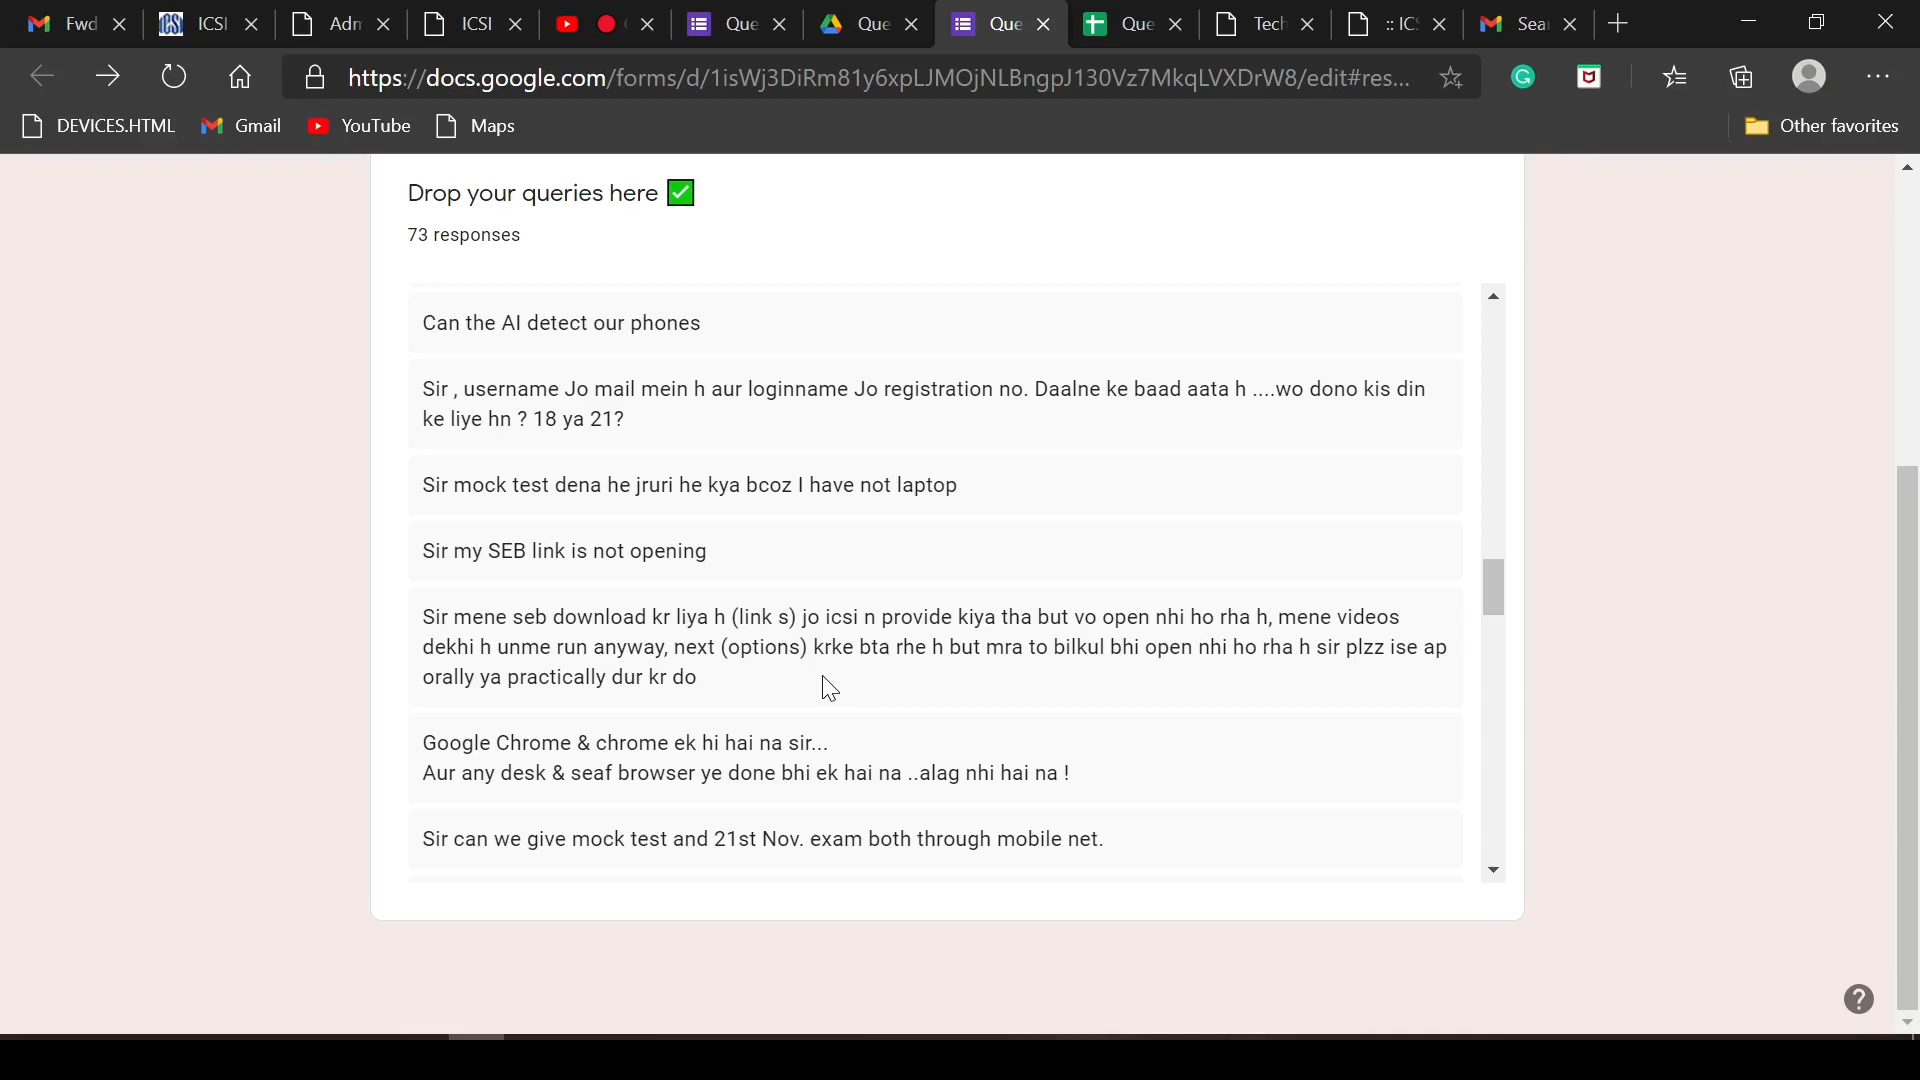 Fwd
ICSI
Adm
ICSI
Que
Que
Que
Que
Tech
:: IC
Sea
https://docs.google.com/forms/d/1isWj3DiRm81y6xpLJMOjNLBngpJ130Vz7MkqLVXDrW8/edit#res...
DEVICES.HTML
Gmail
YouTube
Maps
Other favorites
Drop your queries here ✅
73 responses
Can the AI detect our phones
Sir , username Jo mail mein h aur loginname Jo registration no. Daalne ke baad aata h ....wo dono kis din
ke liye hn ? 18 ya 21?
Sir mock test dena he jruri he kya bcoz I have not laptop
Sir my SEB link is not opening
Sir mene seb download kr liya h (link s) jo icsi n provide kiya tha but vo open nhi ho rha h, mene videos
dekhi h unme run anyway, next (options) krke bta rhe h but mra to bilkul bhi open nhi ho rha h sir plzz ise ap
orally ya practically dur kr do
Google Chrome & chrome ek hi hai na sir...
Aur any desk & seaf browser ye done bhi ek hai na ..alag nhi hai na !
Sir can we give mock test and 21st Nov. exam both through mobile net.